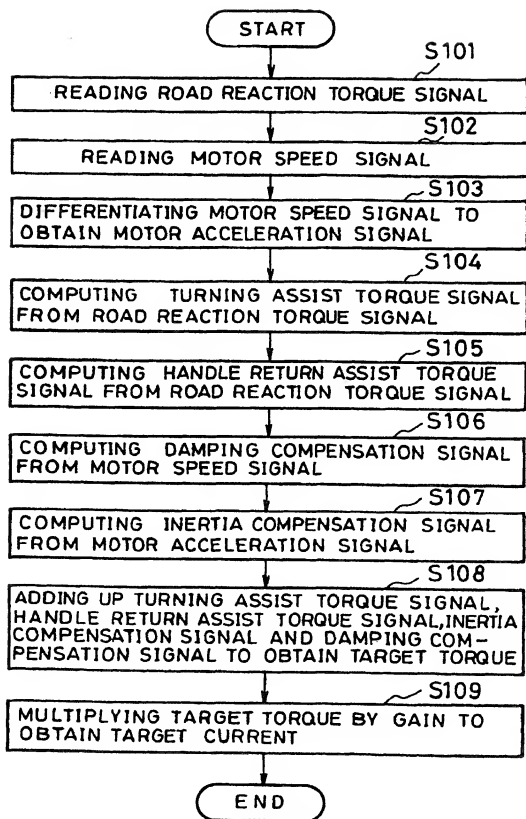 START
S101
READING ROAD REACTION TORQUE SIGNAL
S102
READING MOTOR SPEED SIGNAL
S103
DIFFERENTIATING MOTOR SPEED SIGNAL TO
OBTAIN MOTOR ACCELERATION SIGNAL
S104
COMPUTING TURNING ASSIST TORQUE SIGNAL
FROM ROAD REACTION TORQUE SIGNAL
S105
COMPUTING HANDLE RETURN ASSIST TORQUE
SIGNAL FROM ROAD REACTION TORQUE SIGNAL
S106
COMPUTING DAMPING COMPENSATION SIGNAL
FROM MOTOR SPEED SIGNAL
S107
COMPUTING INERTIA COMPENSATION SIGNAL
FROM MOTOR ACCELERATION SIGNAL
S108
ADDING UP TURNING ASSIST TORQUE SIGNAL,
HANDLE RETURN ASSIST TORQUE SIGNAL,INERTIA
COMPENSATION SIGNAL AND DAMPING COM-
PENSATION SIGNAL TO OBTAIN TARGET TORQUE
S109
MULTIPLYING TARGET TORQUE BY GAIN TO
OBTAIN TARGET CURRENT
END